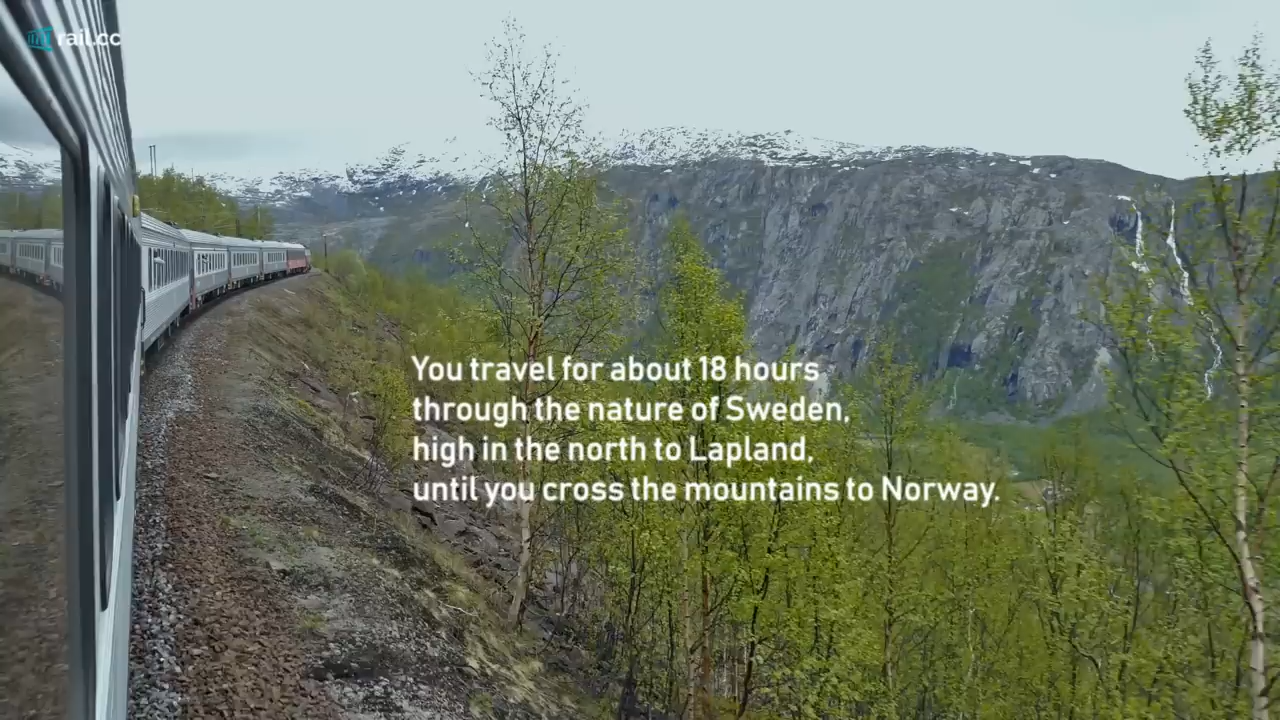 rail.cc
You travel for about 18 hours
through the nature of Sweden,
high in the north to Lapland,
until you cross the mountains to Norway.